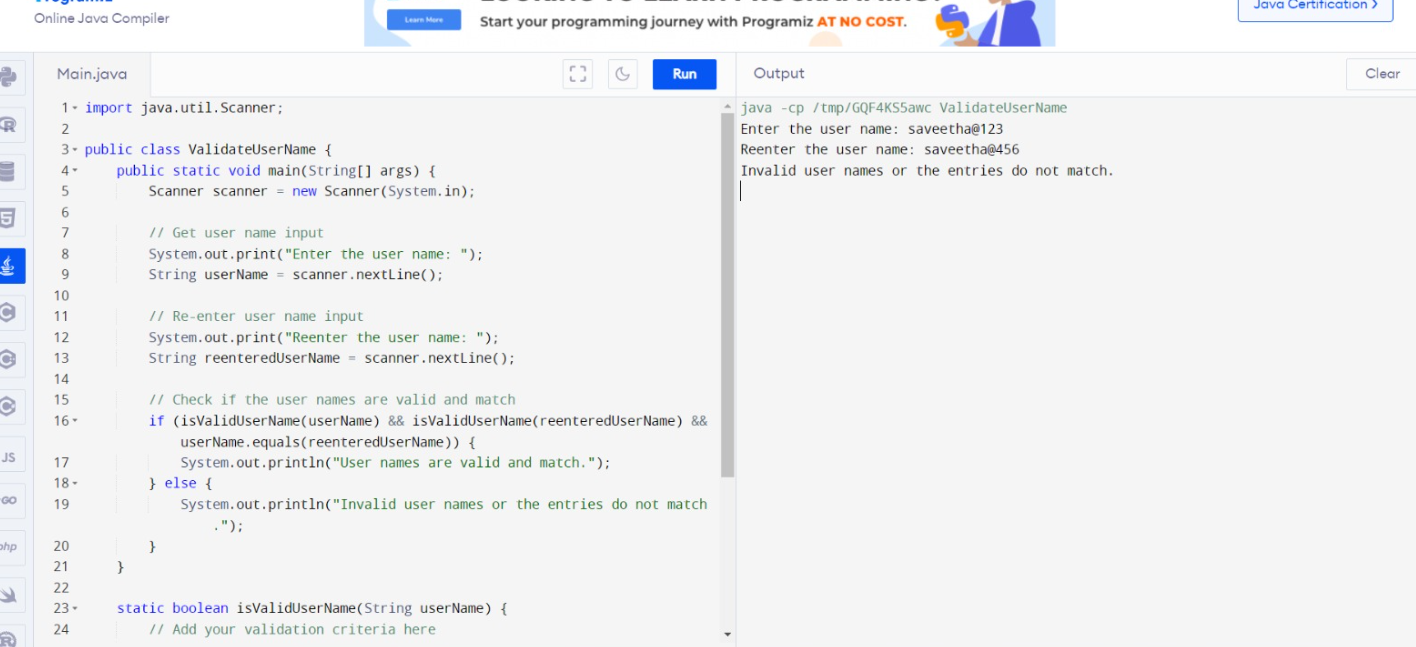 Programiz
Online Java Compiler
Learn More
Start your programming journey with Programiz AT NO COST.
Java Certification >
Main.java
Run
Output
Clear
1 import java.util.Scanner;
2
3 public class ValidateUserName {
4 public static void main(String[] args) {
5 Scanner scanner = new Scanner(System.in);
6
7 // Get user name input
8 System.out.print("Enter the user name: ");
9 String userName = scanner.nextLine();
10
11 // Re-enter user name input
12 System.out.print("Reenter the user name: ");
13 String reenteredUserName = scanner.nextLine();
14
15 // Check if the user names are valid and match
16 if (isValidUserName(userName) && isValidUserName(reenteredUserName) &&
userName.equals(reenteredUserName)) {
17 System.out.println("User names are valid and match.");
18 } else {
19 System.out.println("Invalid user names or the entries do not match
.");
20 }
21 }
22
23 static boolean isValidUserName(String userName) {
24 // Add your validation criteria here
java -cp /tmp/GQF4KS5awc ValidateUserName
Enter the user name: saveetha@123
Reenter the user name: saveetha@456
Invalid user names or the entries do not match.
R
5
C
JS
GO
php